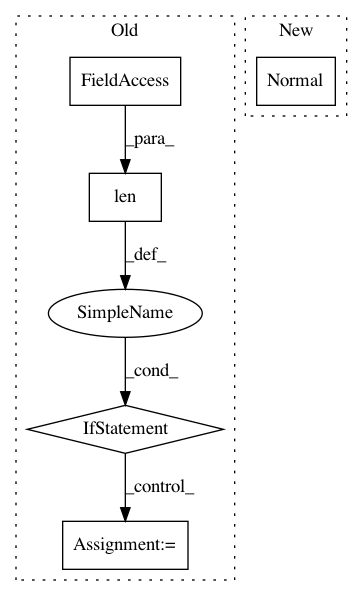 Old
New
FieldAccess
Normal
_para_
len
_def_
SimpleName
_cond_
IfStatement
_control_
Assignment:=